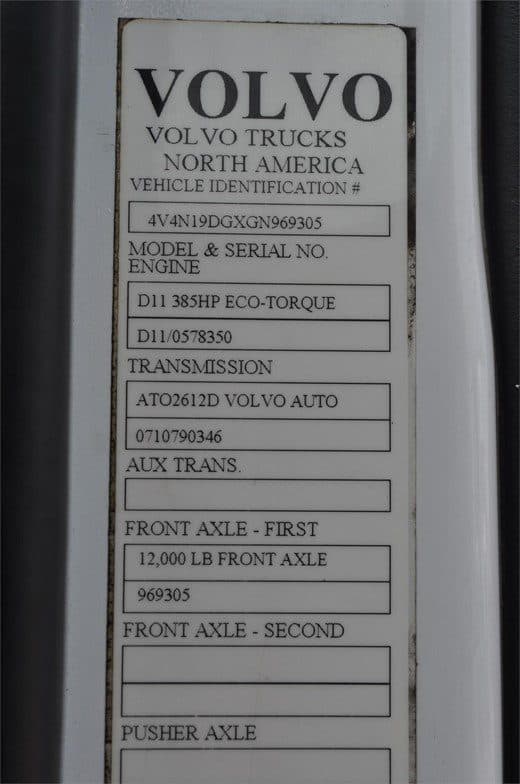 VOLVO
VOLVO TRUCKS
NORTH AMERICA
VEHICLE IDENTIFICATION #
4V4N19DGXGN969305
MODEL & SERIAL NO.
ENGINE
D11 385HP ECO-TORQUE
D11/0578350
TRANSMISSION
ATO2612D VOLVO AUTO
0710790346
AUX TRANS.
FRONT AXLE - FIRST
12,000 LB FRONT AXLE
969305
FRONT AXLE - SECOND
PUSHER AXLE